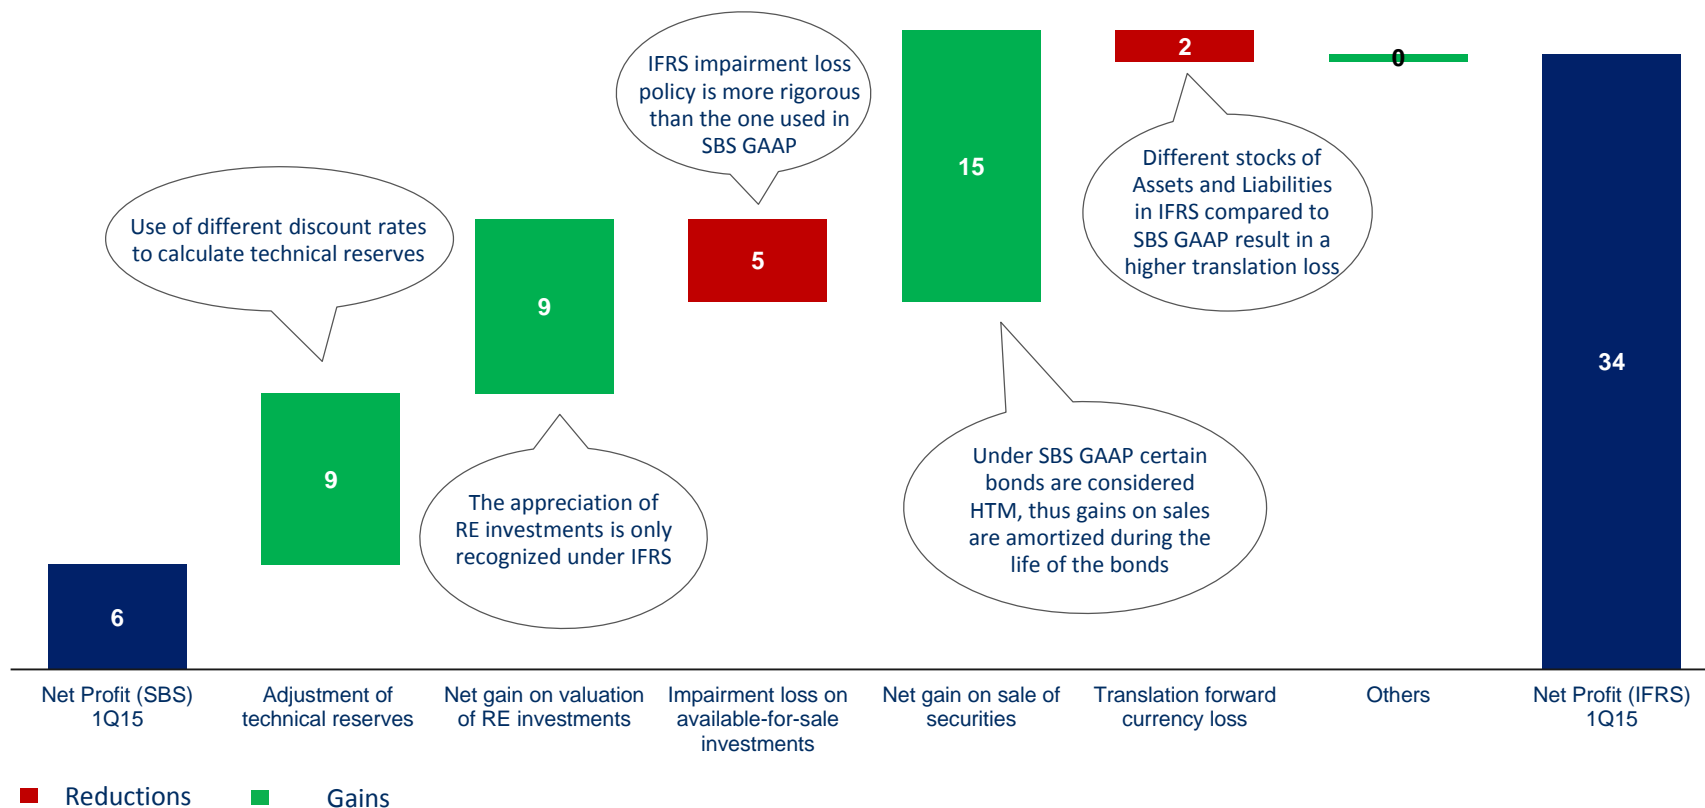 IFRS impairment loss
policy is more rigorous
than the one used in
SBS GAAP
2
0
Different stocks of
Assets and Liabilities
in IFRS compared to
SBS GAAP result in a
higher translation loss
15
Use of different discount rates
to calculate technical reserves
5
9
34
Under SBS GAAP certain
bonds are considered
HTM, thus gains on sales
are amortized during the
life of the bonds
9
The appreciation of
RE investments is only
recognized under IFRS
6
Net Profit (SBS)
1Q15
Adjustment of
technical reserves
Net gain on valuation
of RE investments
Impairment loss on
available-for-sale
investments
Net gain on sale of
securities
Translation forward
currency loss
Others
Net Profit (IFRS)
1Q15
Reductions
Gains